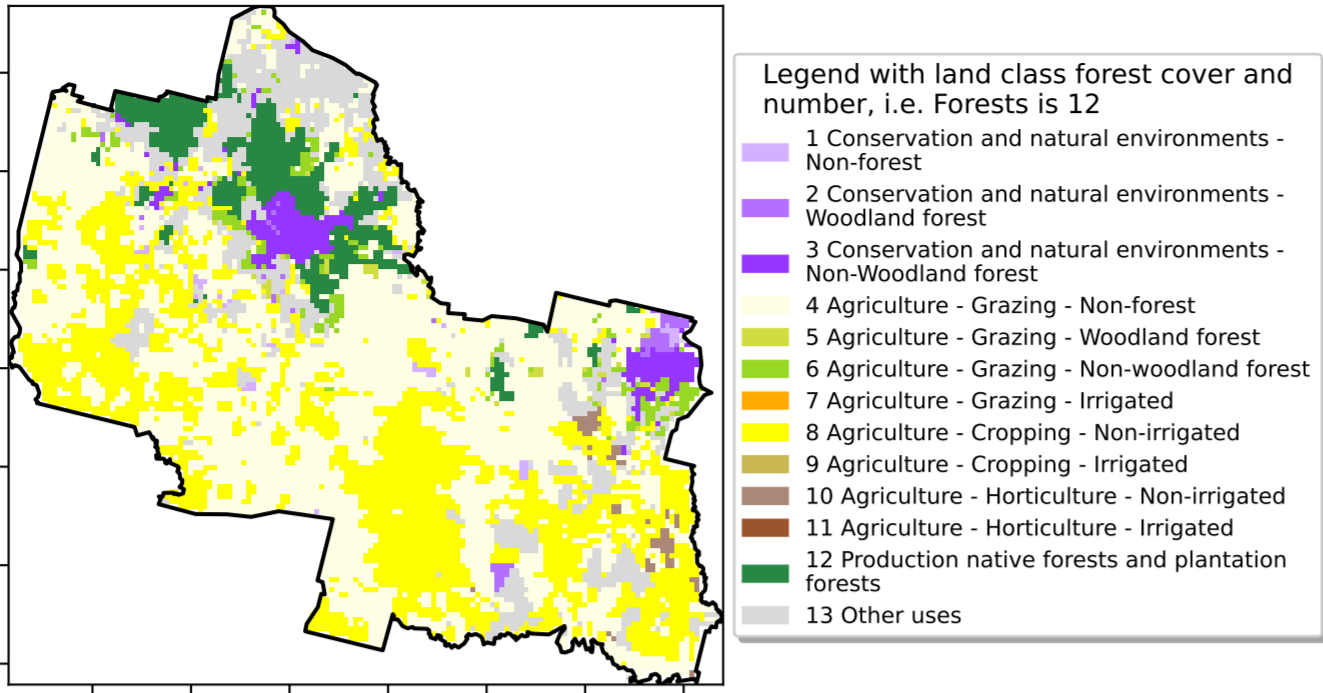 Legend with land class forest cover and
number, i.e. Forests is 12
1 Conservation and natural environments -
Non-forest
2 Conservation and natural environments -
Woodland forest
3 Conservation and natural environments -
Non-Woodland forest
4 Agriculture - Grazing - Non-forest
5 Agriculture - Grazing - Woodland forest
6 Agriculture - Grazing - Non-woodland forest
7 Agriculture - Grazing - Irrigated
8 Agriculture - Cropping - Non-irrigated
9 Agriculture - Cropping - Irrigated
10 Agriculture - Horticulture - Non-irrigated
11 Agriculture - Horticulture - Irrigated
12 Production native forests and plantation
forests
13 Other uses